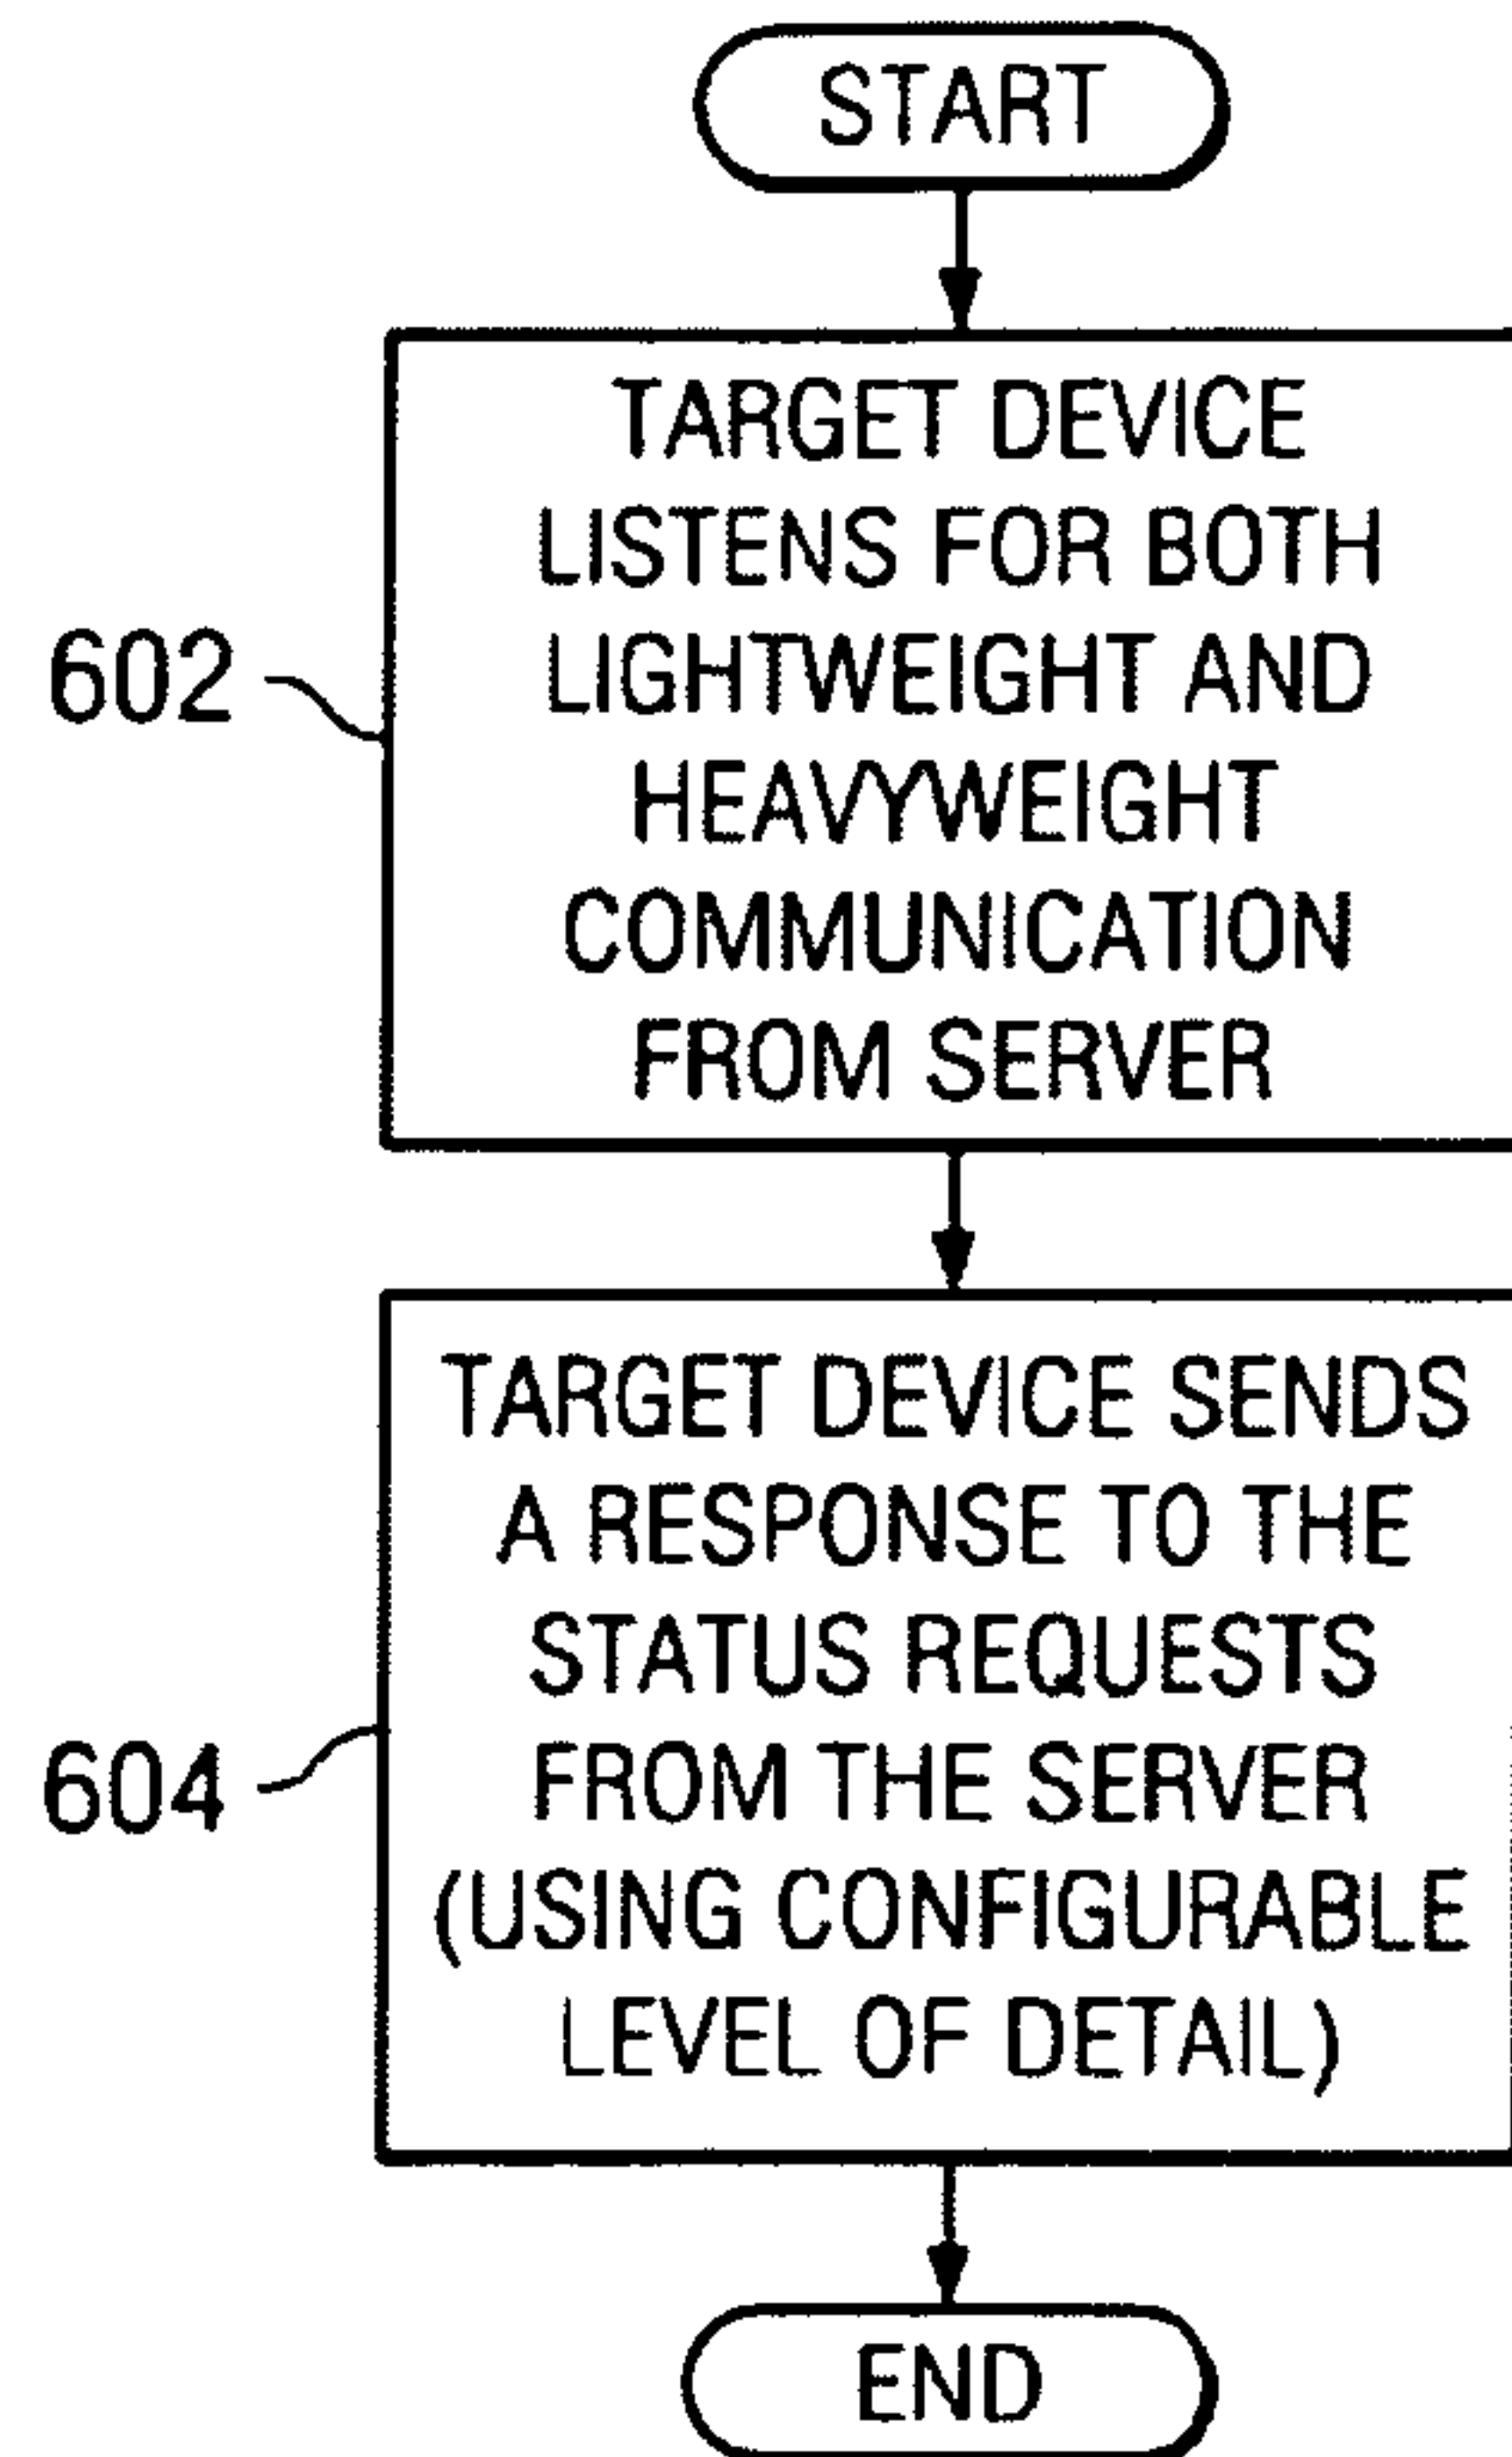 START
TARGET DEVICE
LISTENS FOR BOTH
LIGHTWEIGHT AND
HEAVYWEIGHT
COMMUNICATION
FROM SERVER
602
TARGET DEVICE SENDS
A RESPONSE TO THE
STATUS REQUESTS
FROM THE SERVER
(USING CONFIGURABLE
LEVEL OF DETAIL)
604
END